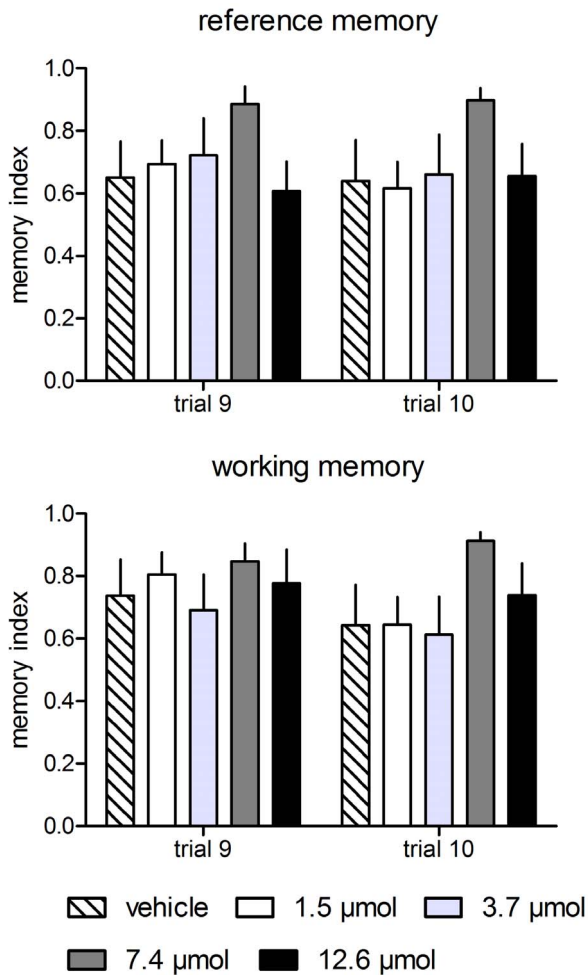 reference memory
1.0
0.8
0.6
0.4
0.2
0.0
memory index
trial 9 trial 10
working memory
1.0
0.8
0.6
0.4
0.2
0.0
memory index
trial 9 trial 10
vehicle 1.5 µmol 3.7 µmol
7.4 µmol 12.6 µmol